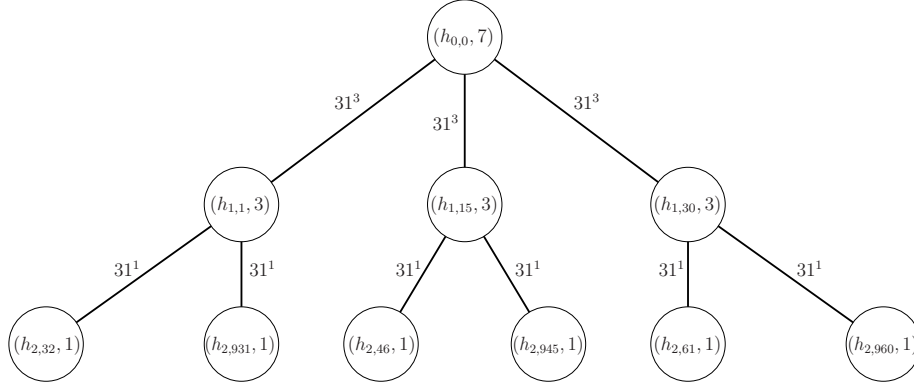 (h_{0,0}, 7)
31^3 31^3 31^3
(h_{1,1}, 3) (h_{1,15}, 3) (h_{1,30}, 3)
31^1 31^1 31^1 31^1 31^1 31^1
(h_{2,32}, 1) (h_{2,931}, 1) (h_{2,46}, 1) (h_{2,945}, 1) (h_{2,61}, 1) (h_{2,960}, 1)